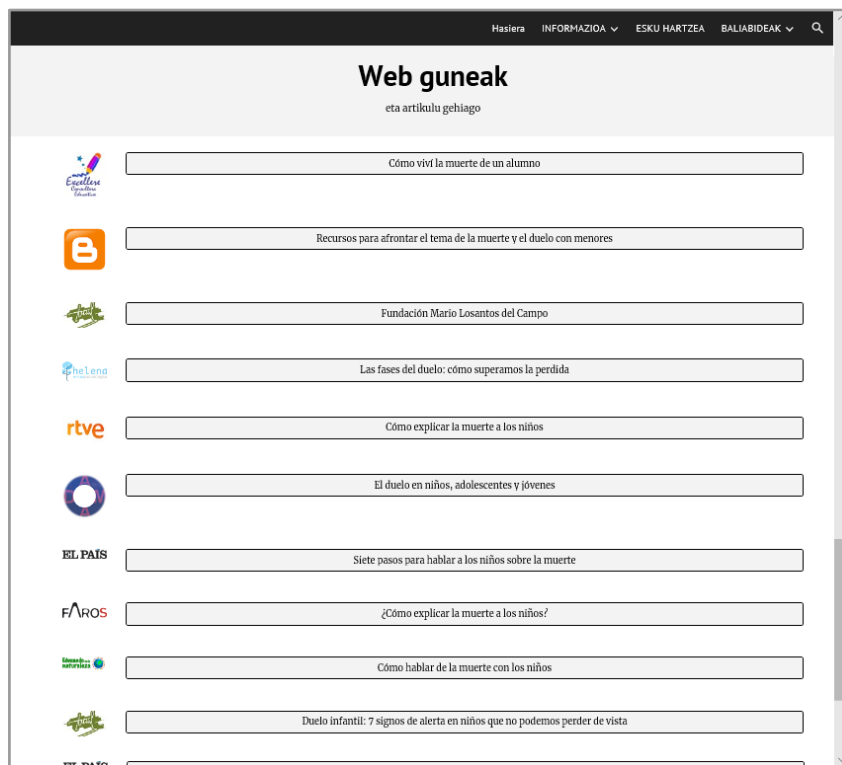 Hasiera INFORMAZIOA ESKU HARTZEA BALIABIDEAK
Web guneak
eta artikulu gehiago
Excellere
Consultora
Educativa
Cómo viví la muerte de un alumno
Recursos para afrontar el tema de la muerte y el duelo con menores
Fundación Mario Losantos del Campo
helena
Las fases del duelo: cómo superamos la perdida
rtve
Cómo explicar la muerte a los niños
El duelo en niños, adolescentes y jóvenes
EL PAÍS
Siete pasos para hablar a los niños sobre la muerte
FAROS
¿Cómo explicar la muerte a los niños?
naturaleza
Cómo hablar de la muerte con los niños
Duelo infantil: 7 signos de alerta en niños que no podemos perder de vista
EL PAÍS